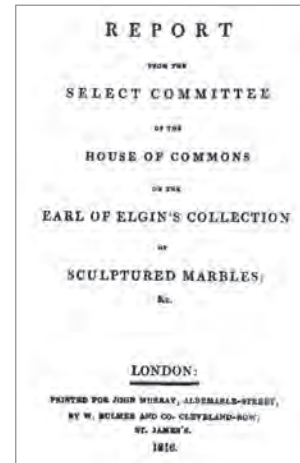 REPORT
FROM THE
SELECT COMMITTEE
OF THE
HOUSE OF COMMONS
ON THE
EARL OF ELGIN'S COLLECTION
OF
SCULPTURED MARBLES;
&c.
LONDON:
PRINTED FOR JOHN MURRAY, ALBEMARLE-STREET,
BY W. BULMER AND CO. CLEVELAND-ROW,
ST. JAMES'S.
1816.